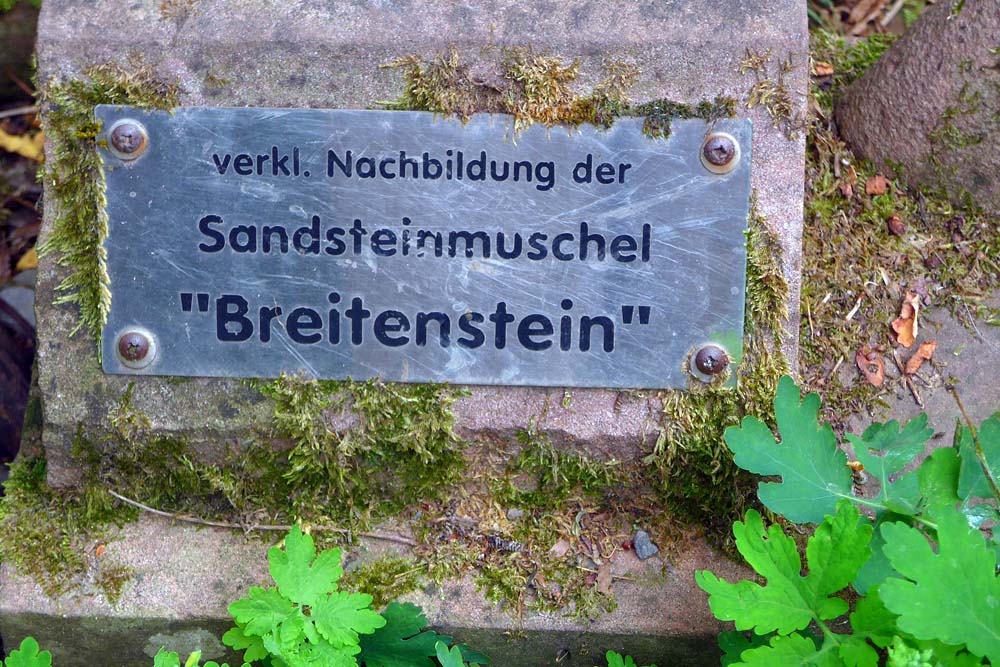 verkl. Nachbildung der
Sandsteinmuschel
"Breitenstein"